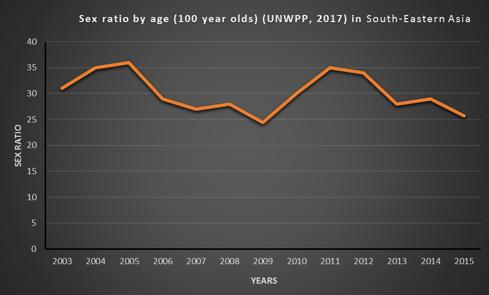 Sex ratio by age (100 year olds) (UNWPP, 2017) in South-Eastern Asia
40
35
30
25
20
15
10
5
0
SEX RATIO
2003 2004 2005 2006 2007 2008 2009 2010 2011 2012 2013 2014 2015
YEARS